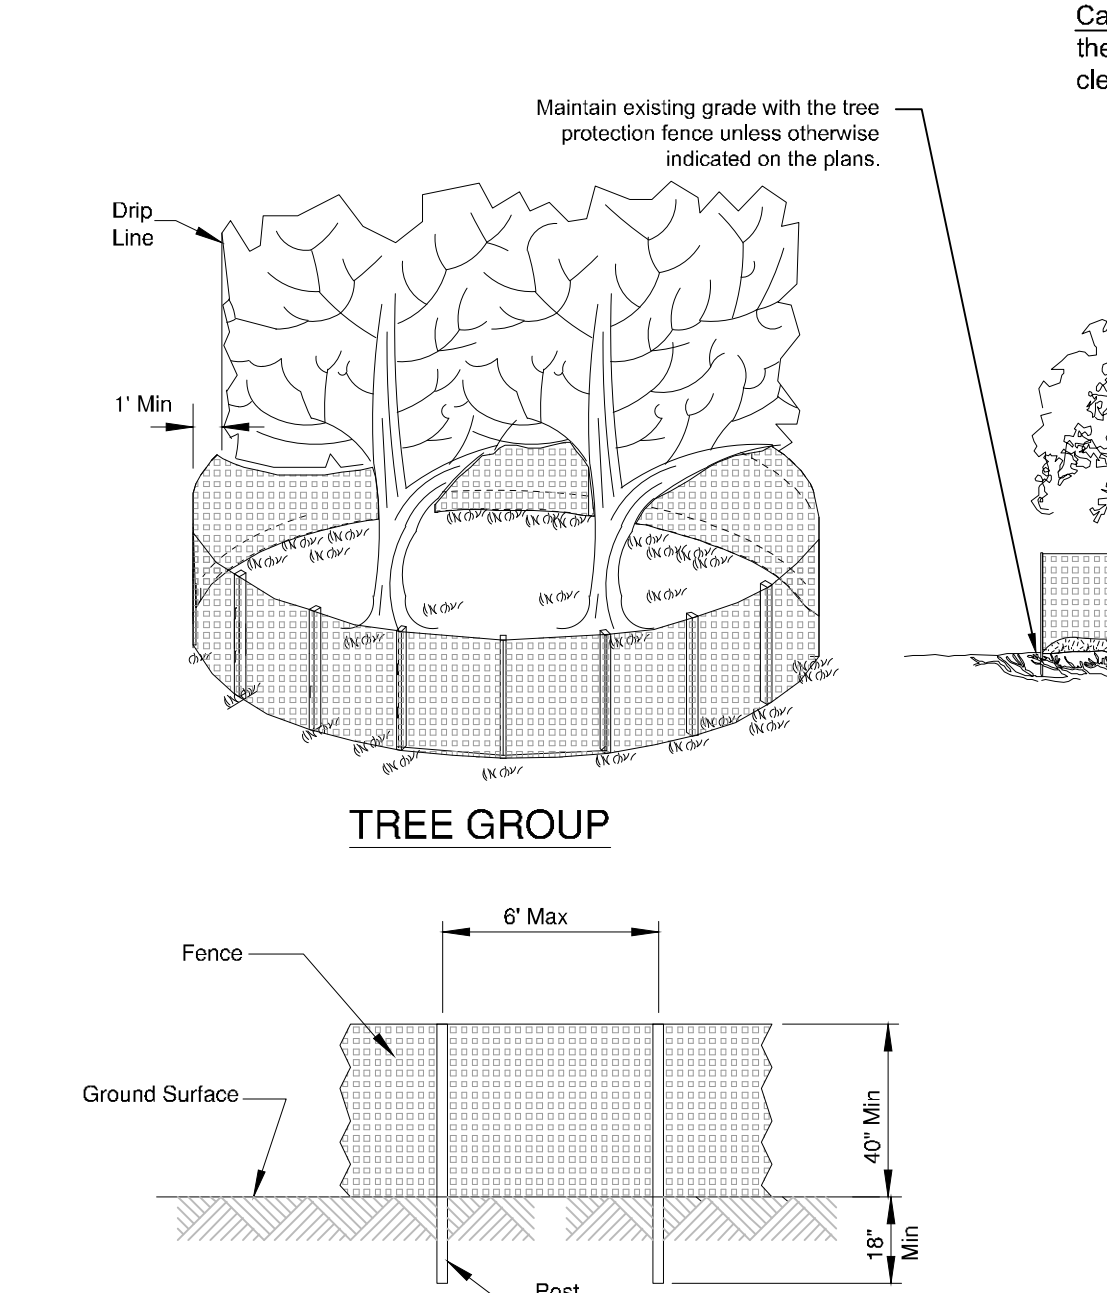 Maintain existing grade with the tree
protection fence unless otherwise
indicated on the plans.
Drip
Line
1' Min
TREE GROUP
6' Max
Fence
Ground Surface
40" Min
18"
Min
Post